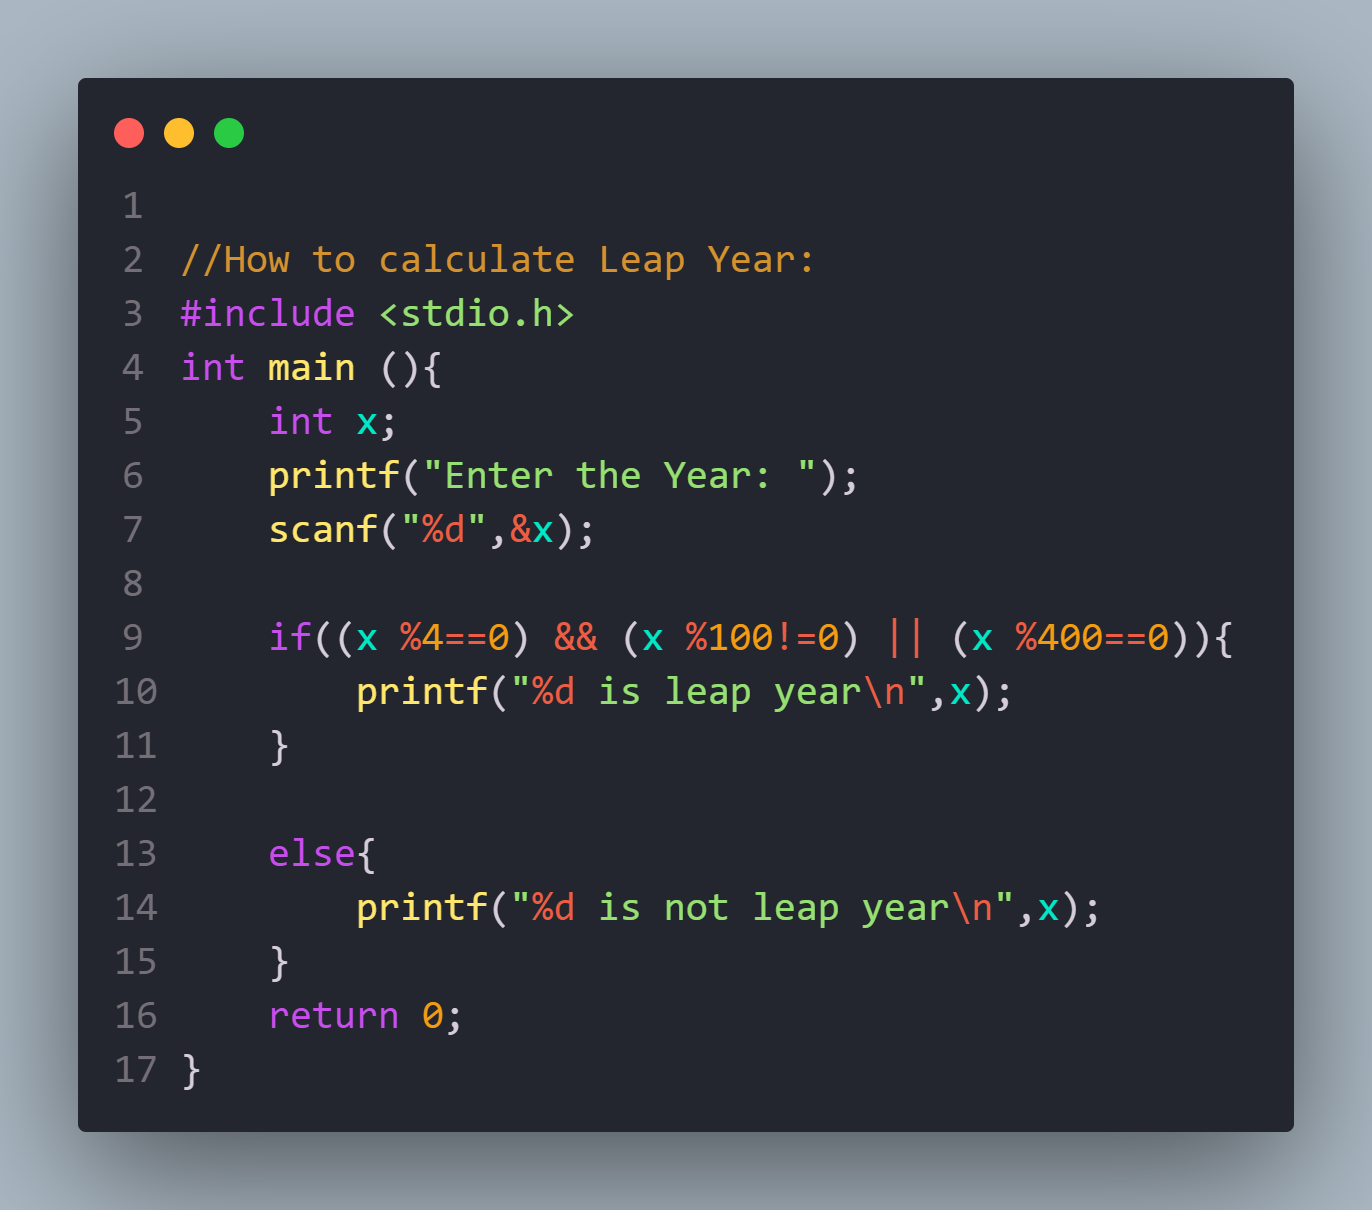 1
2 //How to calculate Leap Year:
3 #include <stdio.h>
4 int main (){
5     int x;
6     printf("Enter the Year: ");
7     scanf("%d",&x);
8
9     if((x %4==0) && (x %100!=0) || (x %400==0)){
10         printf("%d is leap year\n",x);
11     }
12
13     else{
14         printf("%d is not leap year\n",x);
15     }
16     return 0;
17 }